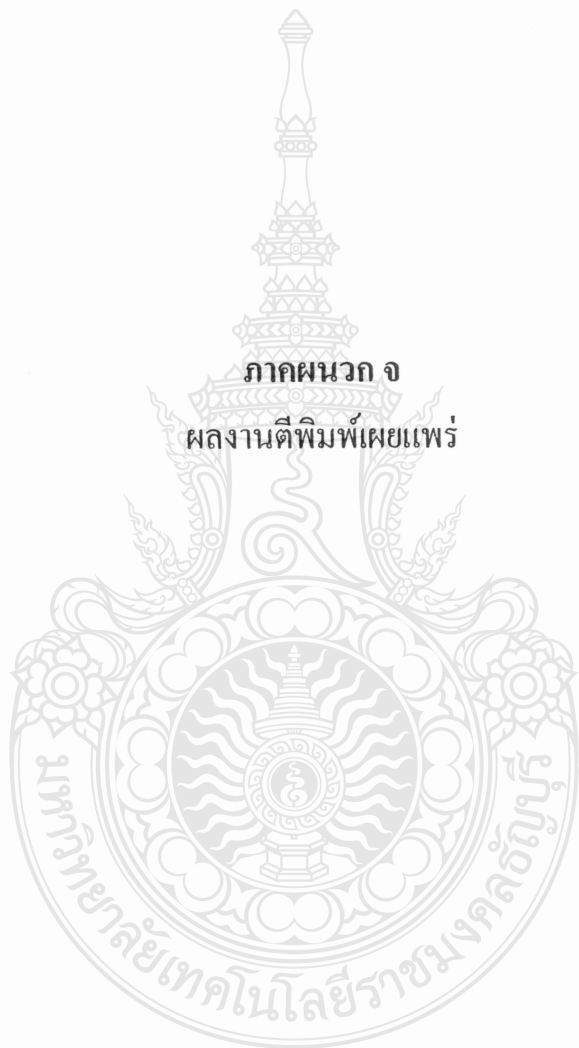 ภาคผนวก จ
ผลงานตีพิมพ์เผยแพร่
มหาวิทยาลัยเทคโนโลยีราชมงคลธัญบุรี